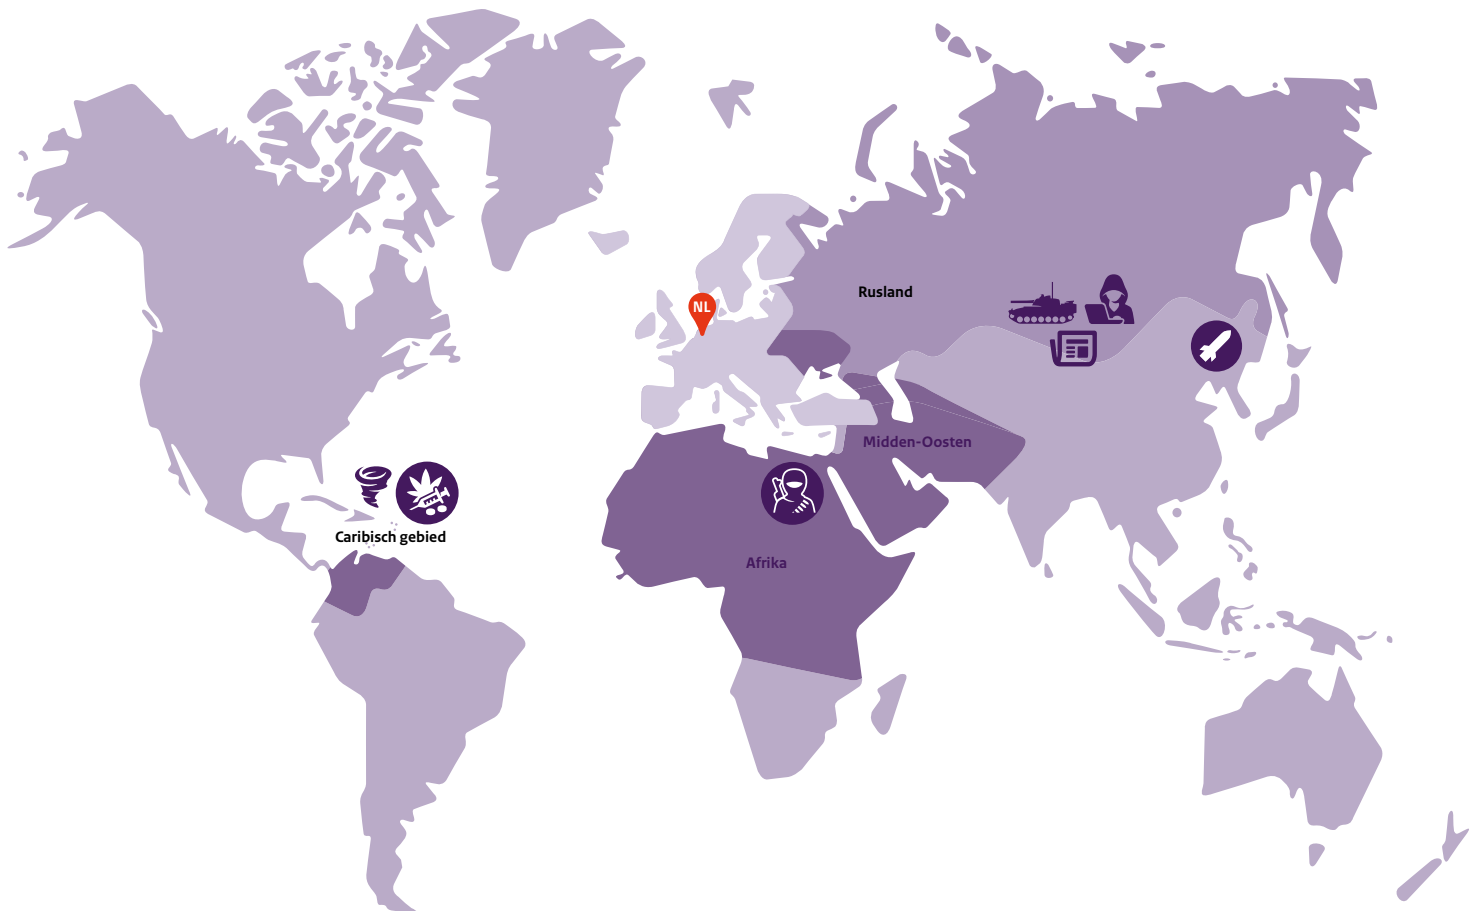 NL
Rusland
Midden-Oosten
Caribisch gebied
Afrika